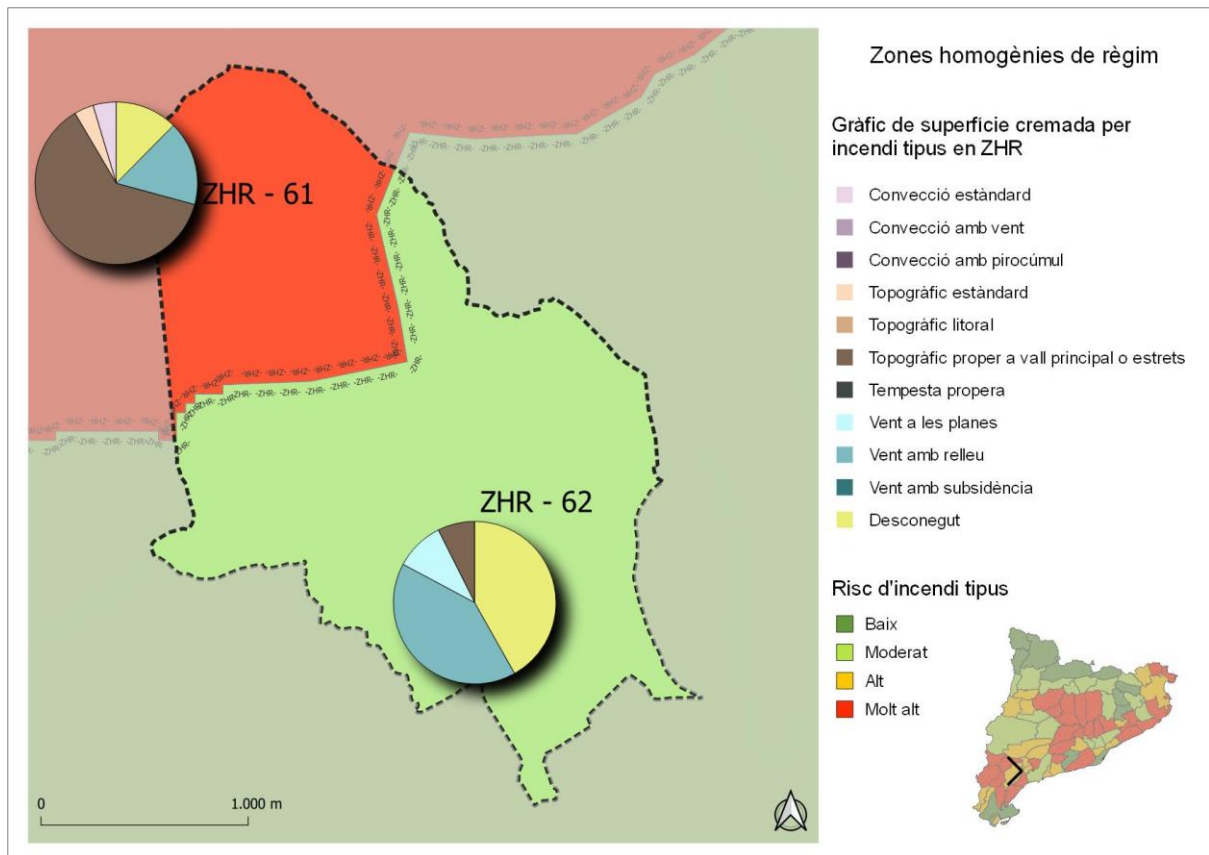 Zones homogènies de règim
Gràfic de superfície cremada per
incendi tipus en ZHR
Convecció estàndard
Convecció amb vent
Convecció amb pirocúmul
Topogràfic estàndard
Topogràfic litoral
Topogràfic proper a vall principal o estrets
Tempesta propera
Vent a les planes
Vent amb relleu
Vent amb subsidència
Desconegut
Risc d'incendi tipus
Baix
Moderat
Alt
Molt alt
ZHR - 61
ZHR - 62
0
1.000 m